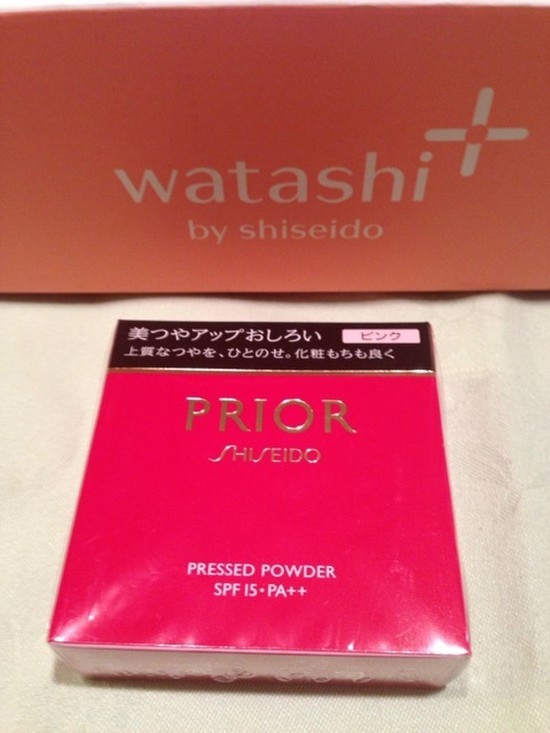 watashi+
by shiseido
美つやアップおしろい ピンク
上質なつやを、ひとのせ。化粧もちも良く
PRIOR
SHISEIDO
PRESSED POWDER
SPF 15・PA++